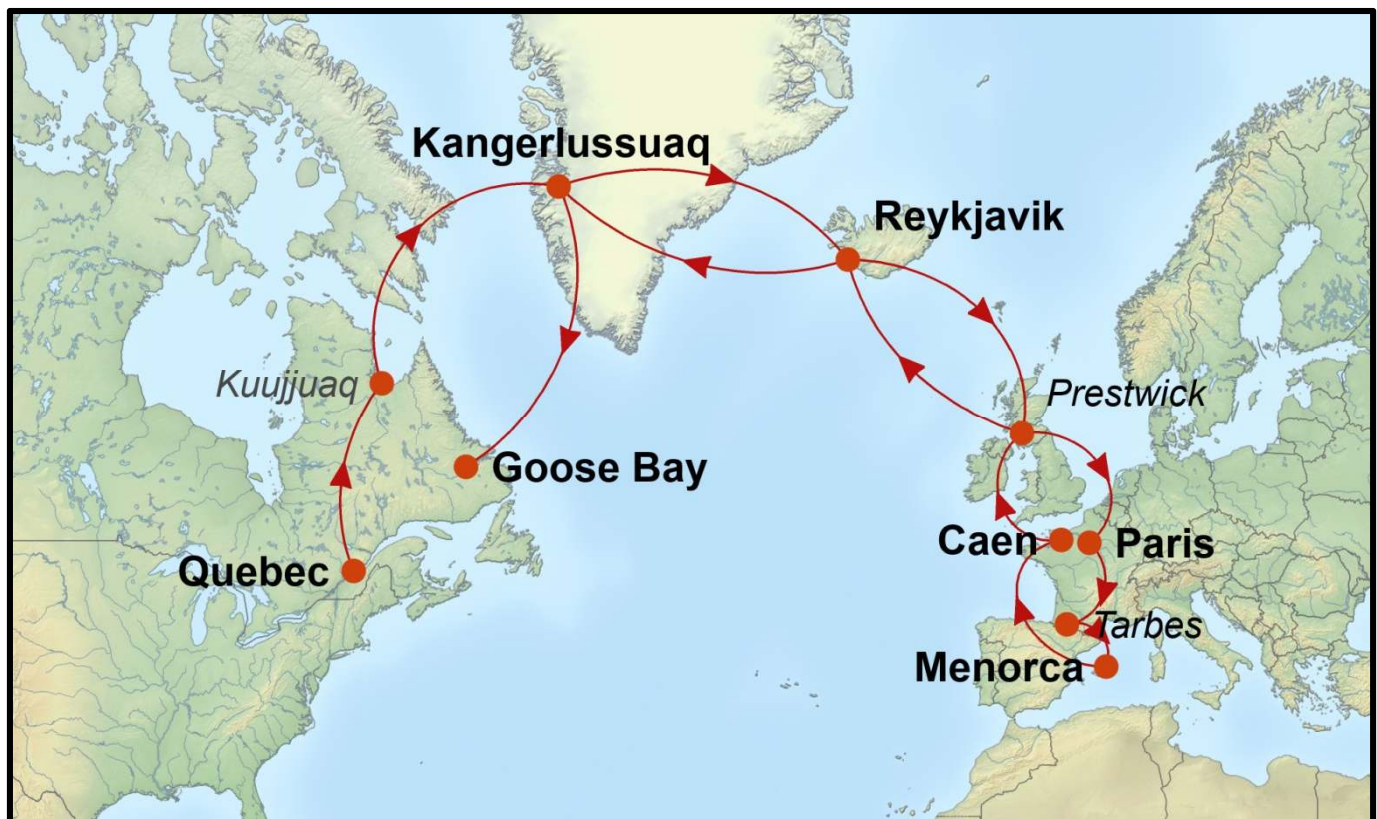 Kangerlussuaq
Reykjavik
Kuujjuaq
Prestwick
Goose Bay
Caen
Paris
Quebec
Tarbes
Menorca